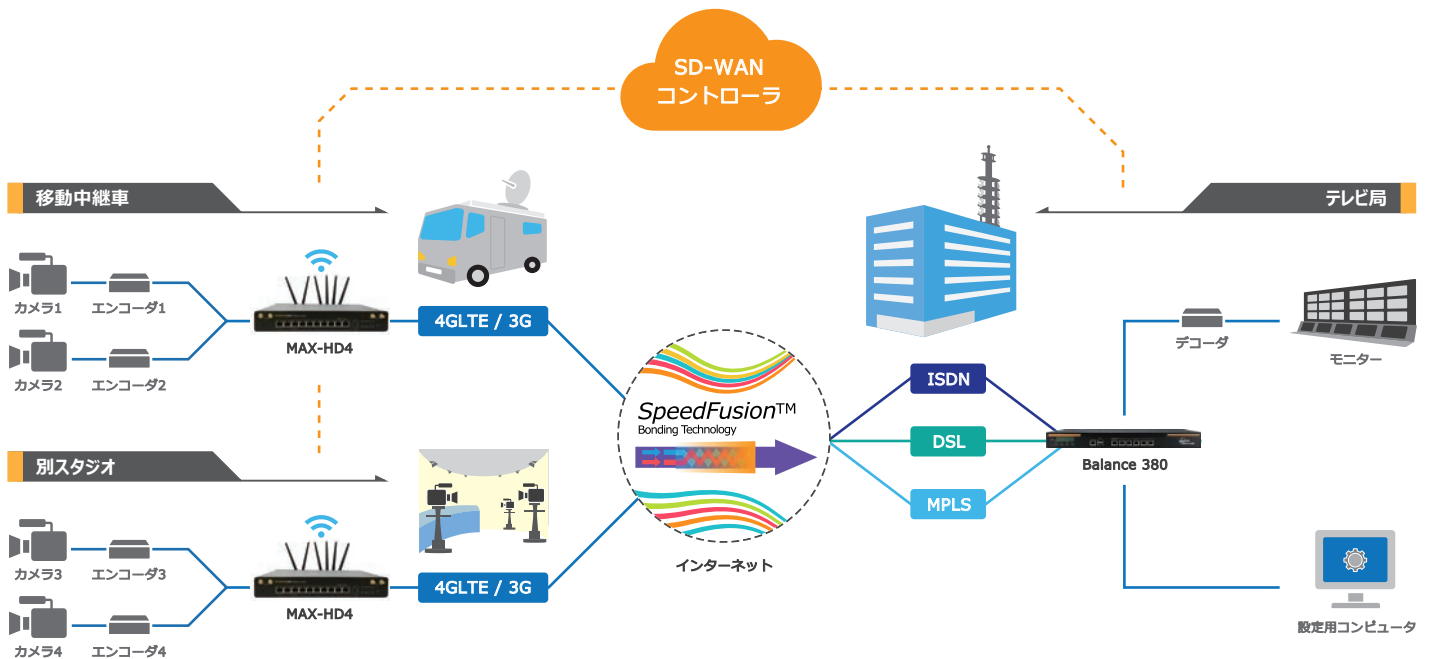 SD-WAN
コントローラ
移動中継車
テレビ局
カメラ1
エンコーダ1
カメラ2
エンコーダ2
MAX-HD4
4GLTE / 3G
別スタジオ
カメラ3
エンコーダ3
カメラ4
エンコーダ4
MAX-HD4
4GLTE / 3G
SpeedFusion™
Bonding Technology
インターネット
ISDN
DSL
MPLS
Balance 380
デコーダ
モニター
設定用コンピュータ